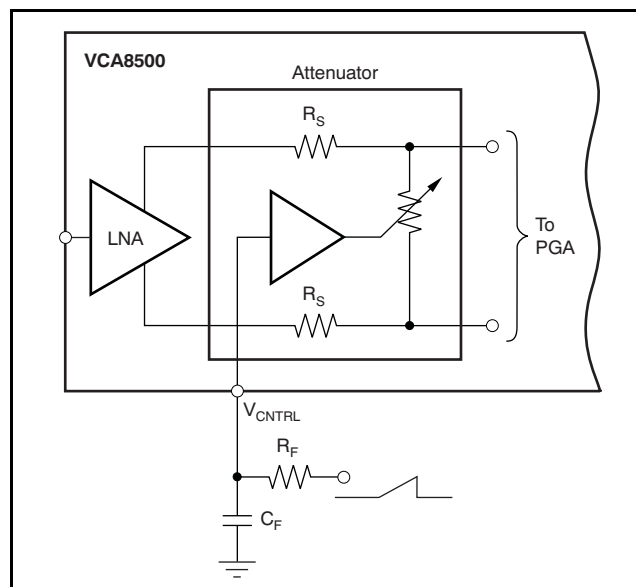 VCA8500
Attenuator
R_S
LNA
To
PGA
R_S
V_CNTRL
R_F
C_F